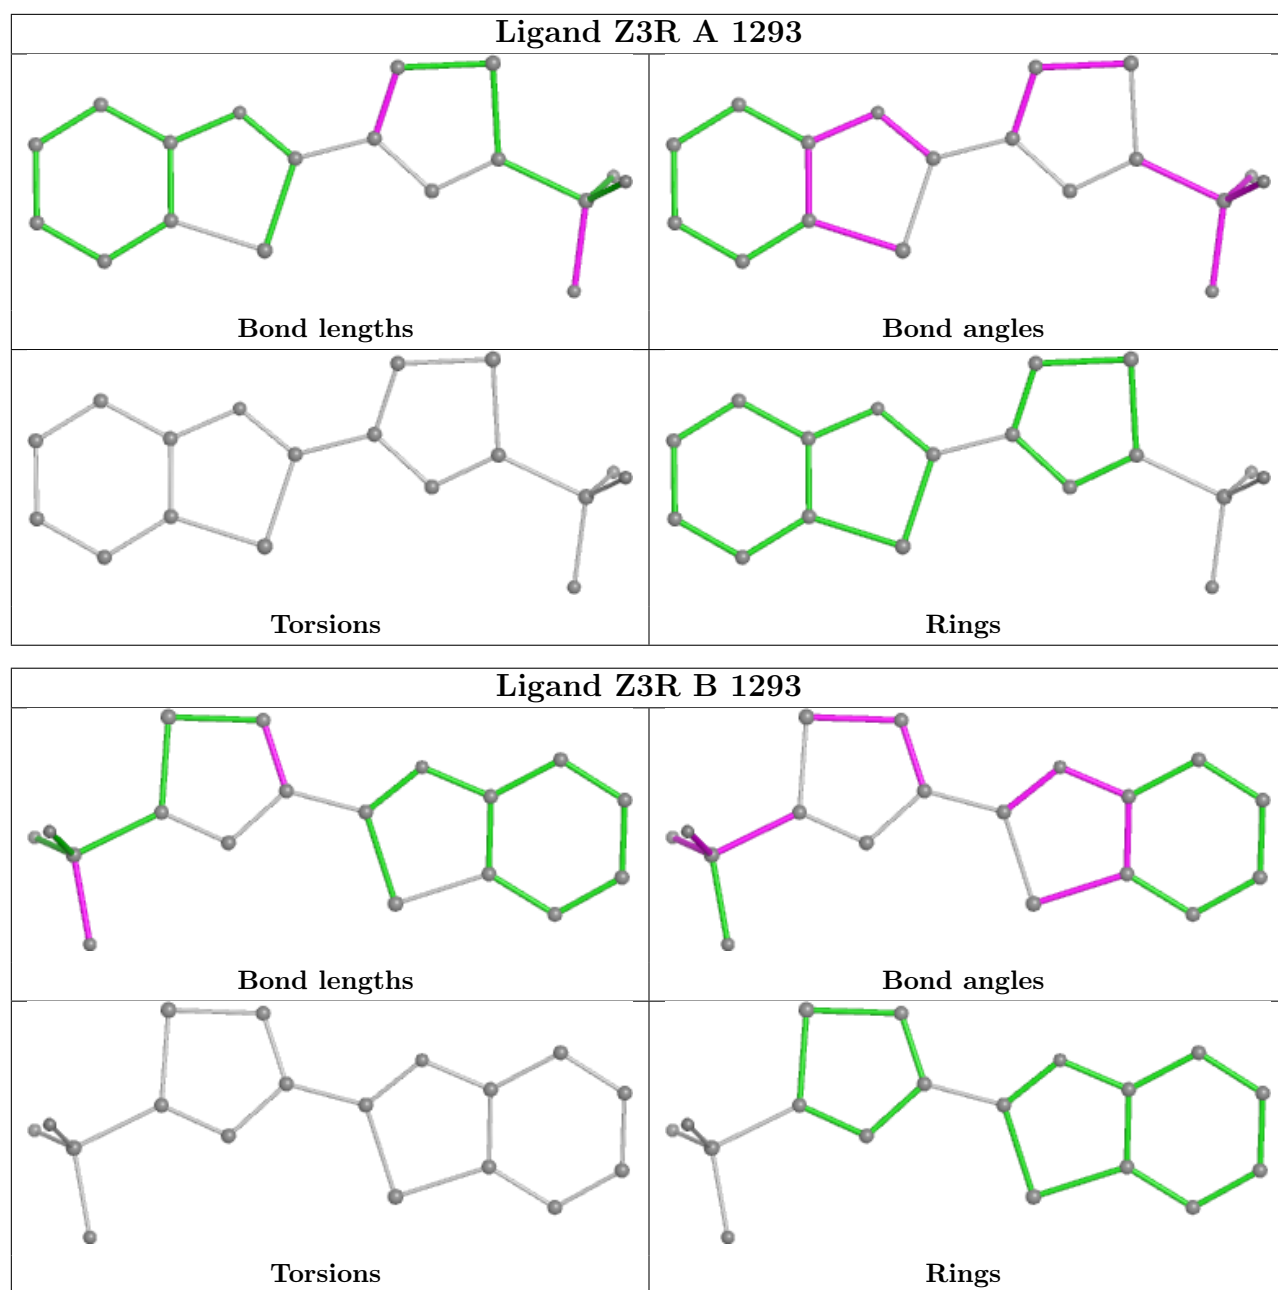 Ligand Z3R A 1293
Bond lengths
Bond angles
Torsions
Rings
Ligand Z3R B 1293
Bond lengths
Bond angles
Torsions
Rings